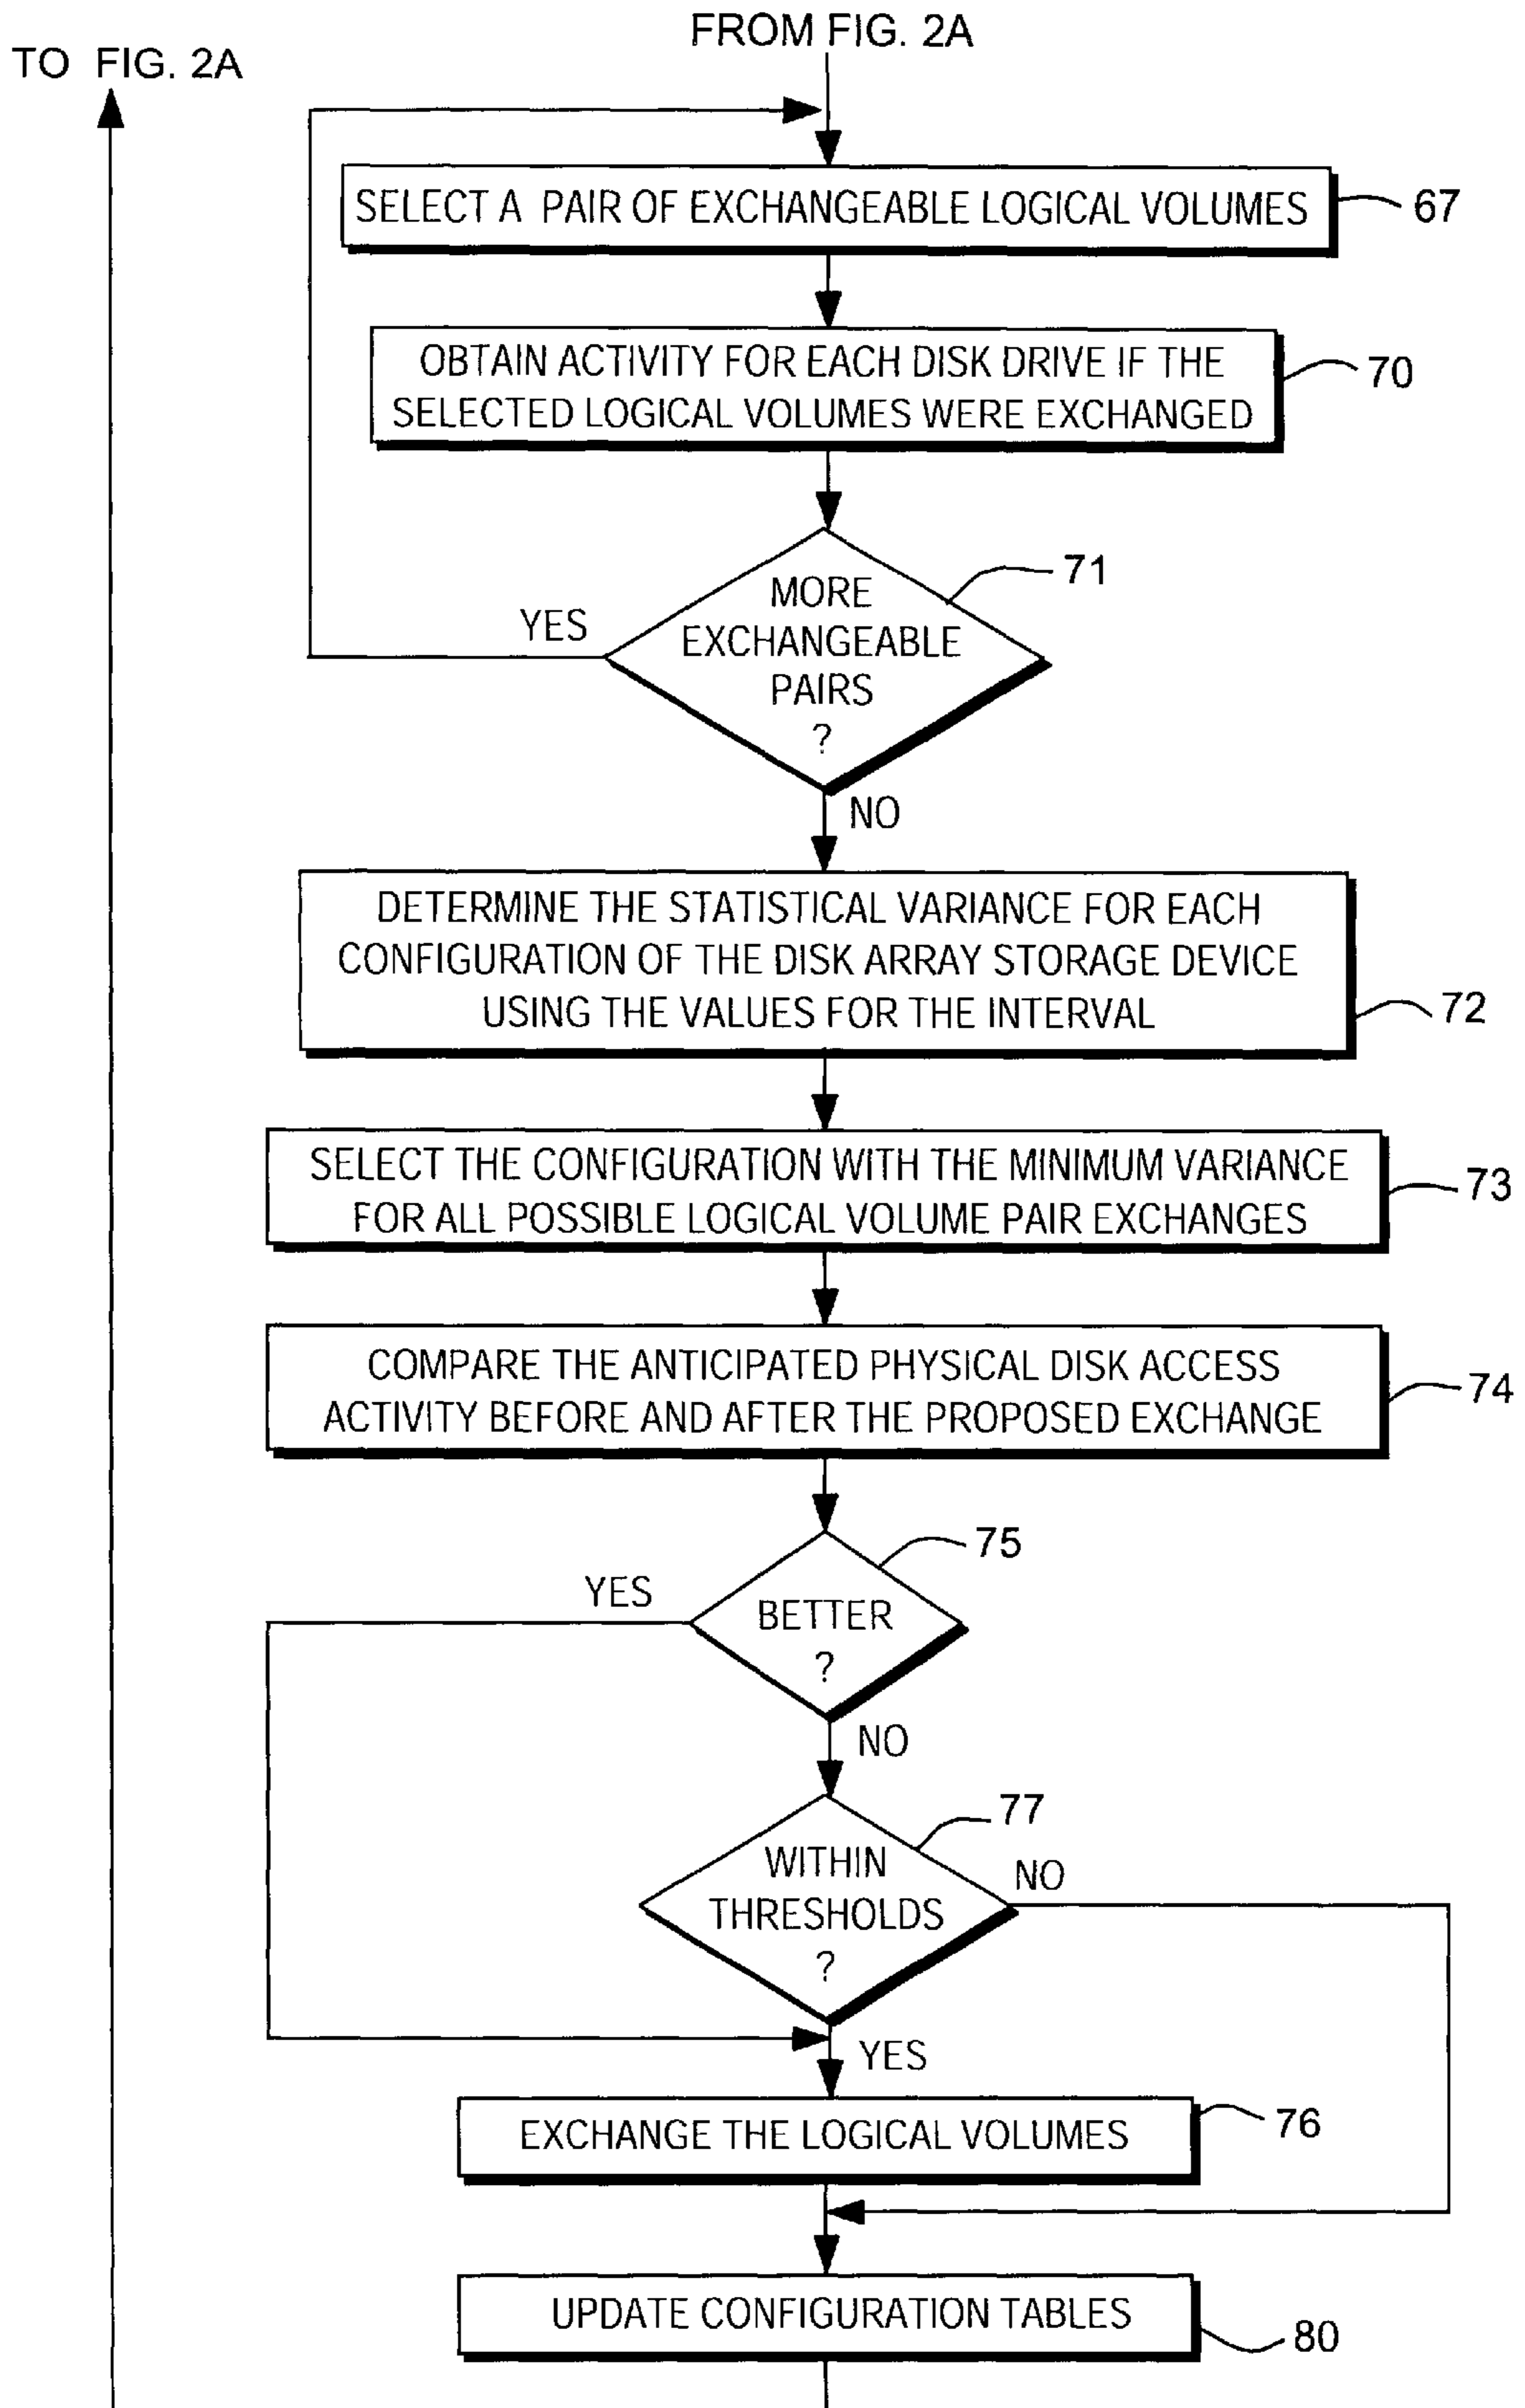 FROM FIG. 2A
TO FIG. 2A
SELECT A PAIR OF EXCHANGEABLE LOGICAL VOLUMES
67
OBTAIN ACTIVITY FOR EACH DISK DRIVE IF THE
SELECTED LOGICAL VOLUMES WERE EXCHANGED
70
MORE
EXCHANGEABLE
PAIRS
?
71
YES
NO
DETERMINE THE STATISTICAL VARIANCE FOR EACH
CONFIGURATION OF THE DISK ARRAY STORAGE DEVICE
USING THE VALUES FOR THE INTERVAL
72
SELECT THE CONFIGURATION WITH THE MINIMUM VARIANCE
FOR ALL POSSIBLE LOGICAL VOLUME PAIR EXCHANGES
73
COMPARE THE ANTICIPATED PHYSICAL DISK ACCESS
ACTIVITY BEFORE AND AFTER THE PROPOSED EXCHANGE
74
75
YES
BETTER
?
NO
77
WITHIN
THRESHOLDS
?
NO
YES
EXCHANGE THE LOGICAL VOLUMES
76
UPDATE CONFIGURATION TABLES
80